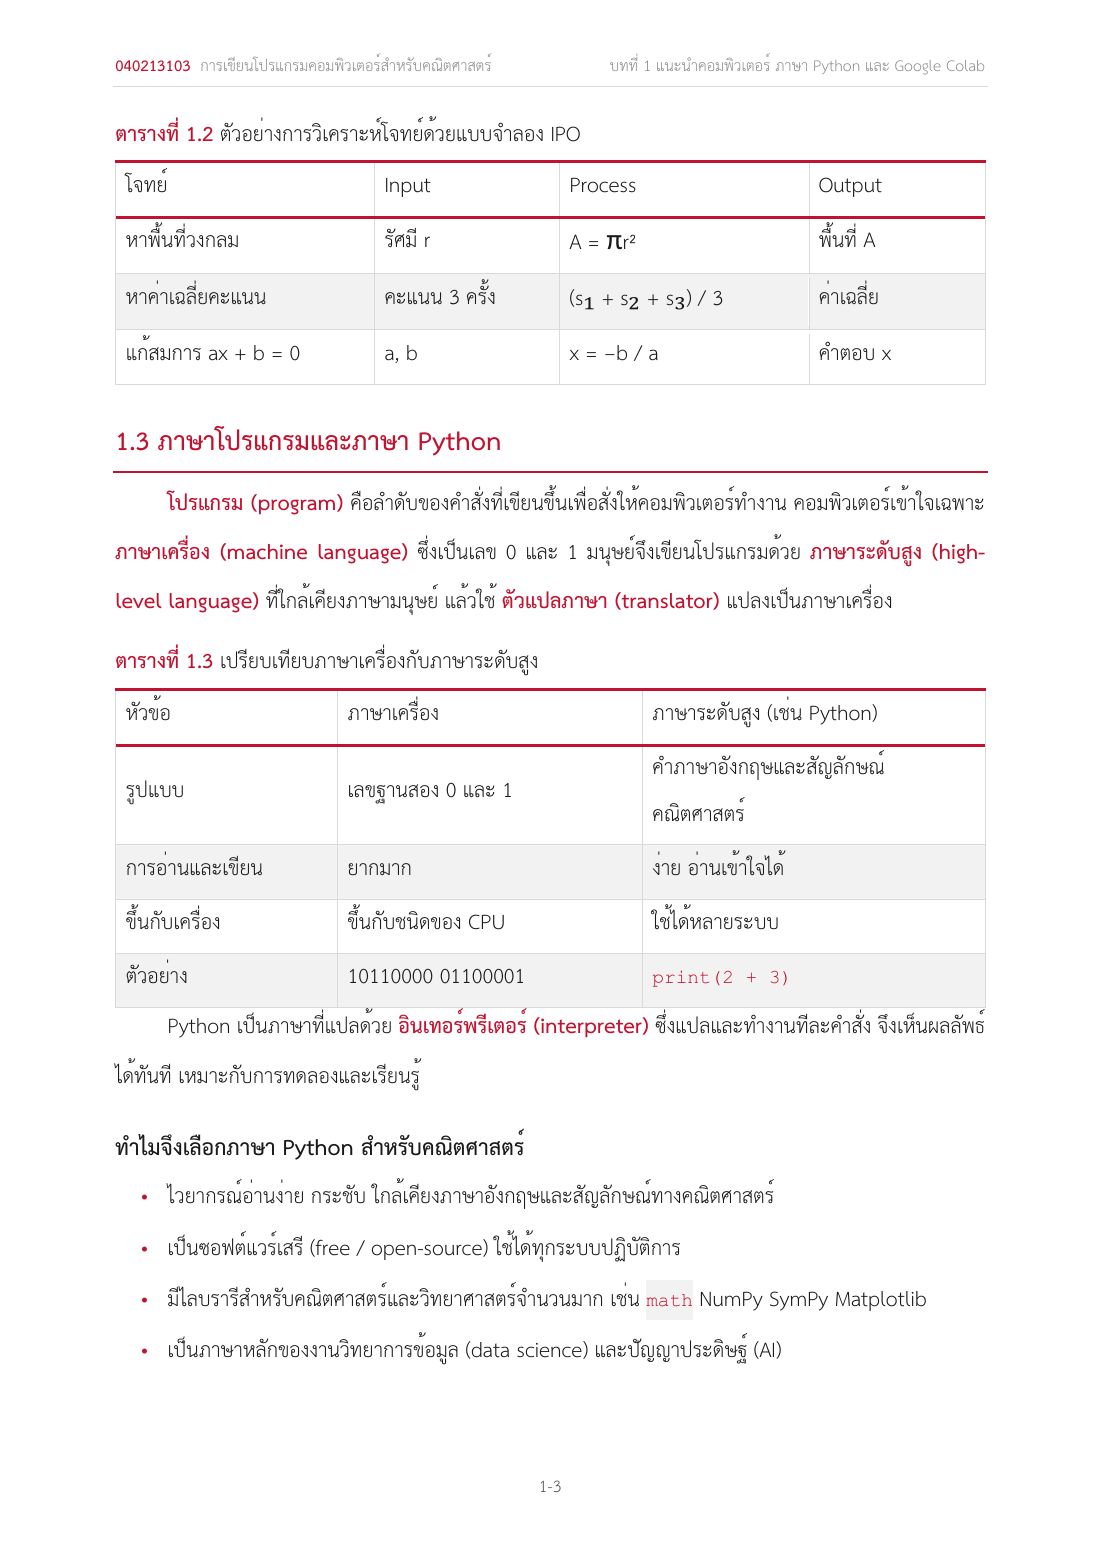 040213103 การเขียนโปรแกรมคอมพิวเตอร์สำหรับคณิตศาสตร์ บทที่ 1 แนะนำคอมพิวเตอร์ ภาษา Python และ Google Colab
ตารางที่ 1.2 ตัวอย่างการวิเคราะห์โจทย์ด้วยแบบจำลอง IPO
โจทย์ Input Process Output
หาพื้นที่วงกลม รัศมี r A = πr² พื้นที่ A
หาค่าเฉลี่ยคะแนน คะแนน 3 ครั้ง (s₁ + s₂ + s₃) / 3 ค่าเฉลี่ย
แก้สมการ ax + b = 0 a, b x = –b / a คำตอบ x
1.3 ภาษาโปรแกรมและภาษา Python
โปรแกรม (program) คือลำดับของคำสั่งที่เขียนขึ้นเพื่อสั่งให้คอมพิวเตอร์ทำงาน คอมพิวเตอร์เข้าใจเฉพาะ
ภาษาเครื่อง (machine language) ซึ่งเป็นเลข 0 และ 1 มนุษย์จึงเขียนโปรแกรมด้วย ภาษาระดับสูง (high-
level language) ที่ใกล้เคียงภาษามนุษย์ แล้วใช้ ตัวแปลภาษา (translator) แปลงเป็นภาษาเครื่อง
ตารางที่ 1.3 เปรียบเทียบภาษาเครื่องกับภาษาระดับสูง
หัวข้อ ภาษาเครื่อง ภาษาระดับสูง (เช่น Python)
รูปแบบ เลขฐานสอง 0 และ 1 คำภาษาอังกฤษและสัญลักษณ์
คณิตศาสตร์
การอ่านและเขียน ยากมาก ง่าย อ่านเข้าใจได้
ขึ้นกับเครื่อง ขึ้นกับชนิดของ CPU ใช้ได้หลายระบบ
ตัวอย่าง 10110000 01100001 print(2 + 3)
Python เป็นภาษาที่แปลด้วย อินเทอร์พรีเตอร์ (interpreter) ซึ่งแปลและทำงานทีละคำสั่ง จึงเห็นผลลัพธ์
ได้ทันที เหมาะกับการทดลองและเรียนรู้
ทำไมจึงเลือกภาษา Python สำหรับคณิตศาสตร์
• ไวยากรณ์อ่านง่าย กระชับ ใกล้เคียงภาษาอังกฤษและสัญลักษณ์ทางคณิตศาสตร์
• เป็นซอฟต์แวร์เสรี (free / open-source) ใช้ได้ทุกระบบปฏิบัติการ
• มีไลบรารีสำหรับคณิตศาสตร์และวิทยาศาสตร์จำนวนมาก เช่น math NumPy SymPy Matplotlib
• เป็นภาษาหลักของงานวิทยาการข้อมูล (data science) และปัญญาประดิษฐ์ (AI)
1-3